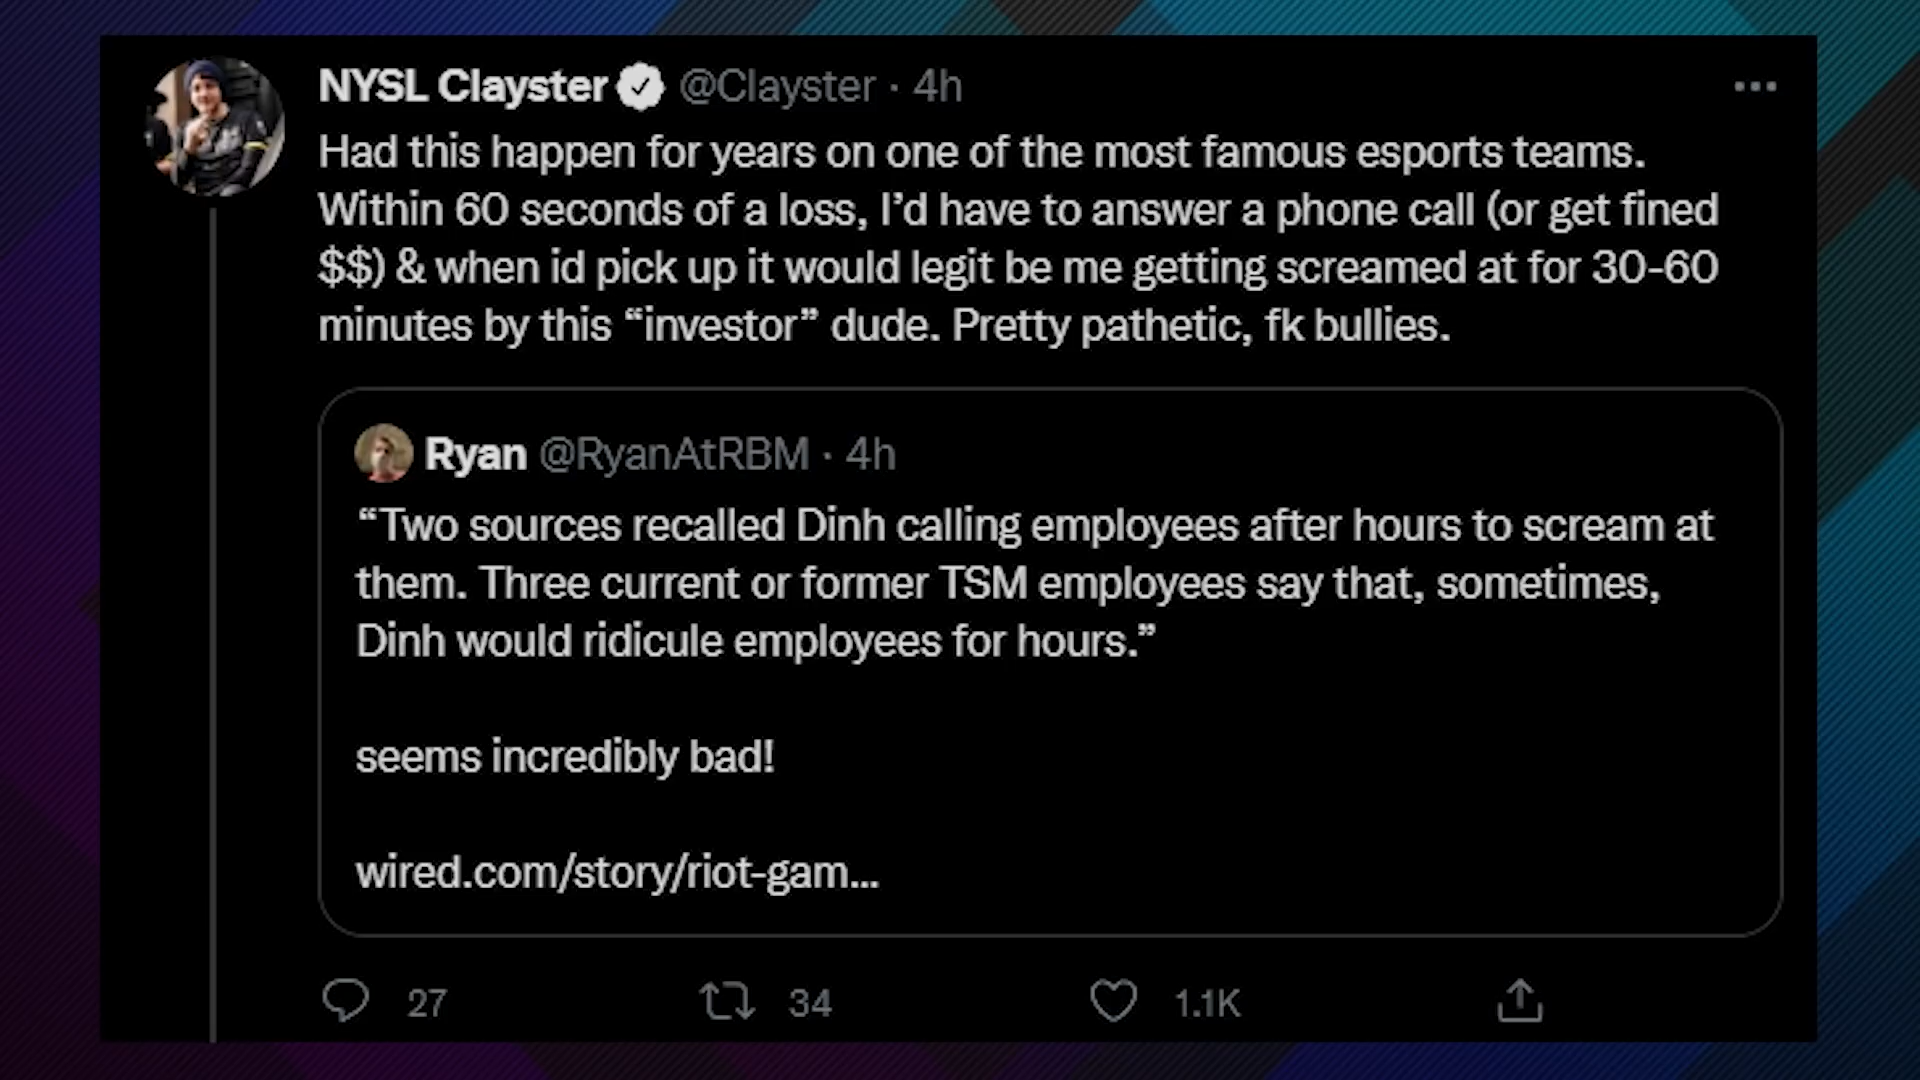 NYSL Clayster @Clayster · 4h
Had this happen for years on one of the most famous esports teams.
Within 60 seconds of a loss, I’d have to answer a phone call (or get fined
$$) & when id pick up it would legit be me getting screamed at for 30-60
minutes by this “investor” dude. Pretty pathetic, fk bullies.
Ryan @RyanAtRBM · 4h
“Two sources recalled Dinh calling employees after hours to scream at
them. Three current or former TSM employees say that, sometimes,
Dinh would ridicule employees for hours.”
seems incredibly bad!
wired.com/story/riot-gam...
27 34 1.1K